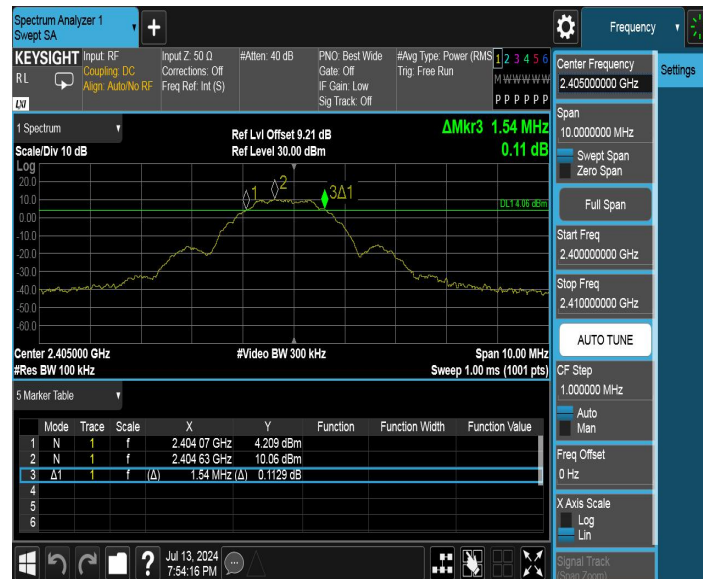 Spectrum Analyzer 1
Swept SA
Frequency
KEYSIGHT
RL
LXI
Input: RF
Coupling: DC
Align: Auto/No RF
Input Z: 50 Ω
Corrections: Off
Freq Ref: Int (S)
#Atten: 40 dB
PNO: Best Wide
Gate: Off
IF Gain: Low
Sig Track: Off
#Avg Type: Power (RMS
Trig: Free Run
1 2 3 4 5 6
M W W W W W
P P P P P P
1 Spectrum
Scale/Div 10 dB
Log
Ref Lvl Offset 9.21 dB
Ref Level 30.00 dBm
ΔMkr3 1.54 MHz
0.11 dB
20.0
10.0
0.00
-10.0
-20.0
-30.0
-40.0
-50.0
-60.0
1
2
3Δ1
DL1 4.06 dBm
Center 2.405000 GHz
#Video BW 300 kHz
Span 10.00 MHz
#Res BW 100 kHz
Sweep 1.00 ms (1001 pts)
5 Marker Table
Mode Trace Scale X Y Function Function Width Function Value
1 N 1 f 2.404 07 GHz 4.209 dBm
2 N 1 f 2.404 63 GHz 10.06 dBm
3 Δ1 1 f (Δ) 1.54 MHz (Δ) 0.1129 dB
4
5
6
Jul 13, 2024
7:54:16 PM
Center Frequency
2.405000000 GHz
Settings
Span
10.0000000 MHz
Swept Span
Zero Span
Full Span
Start Freq
2.400000000 GHz
Stop Freq
2.410000000 GHz
AUTO TUNE
CF Step
1.000000 MHz
Auto
Man
Freq Offset
0 Hz
X Axis Scale
Log
Lin
Signal Track
(Span Zoom)